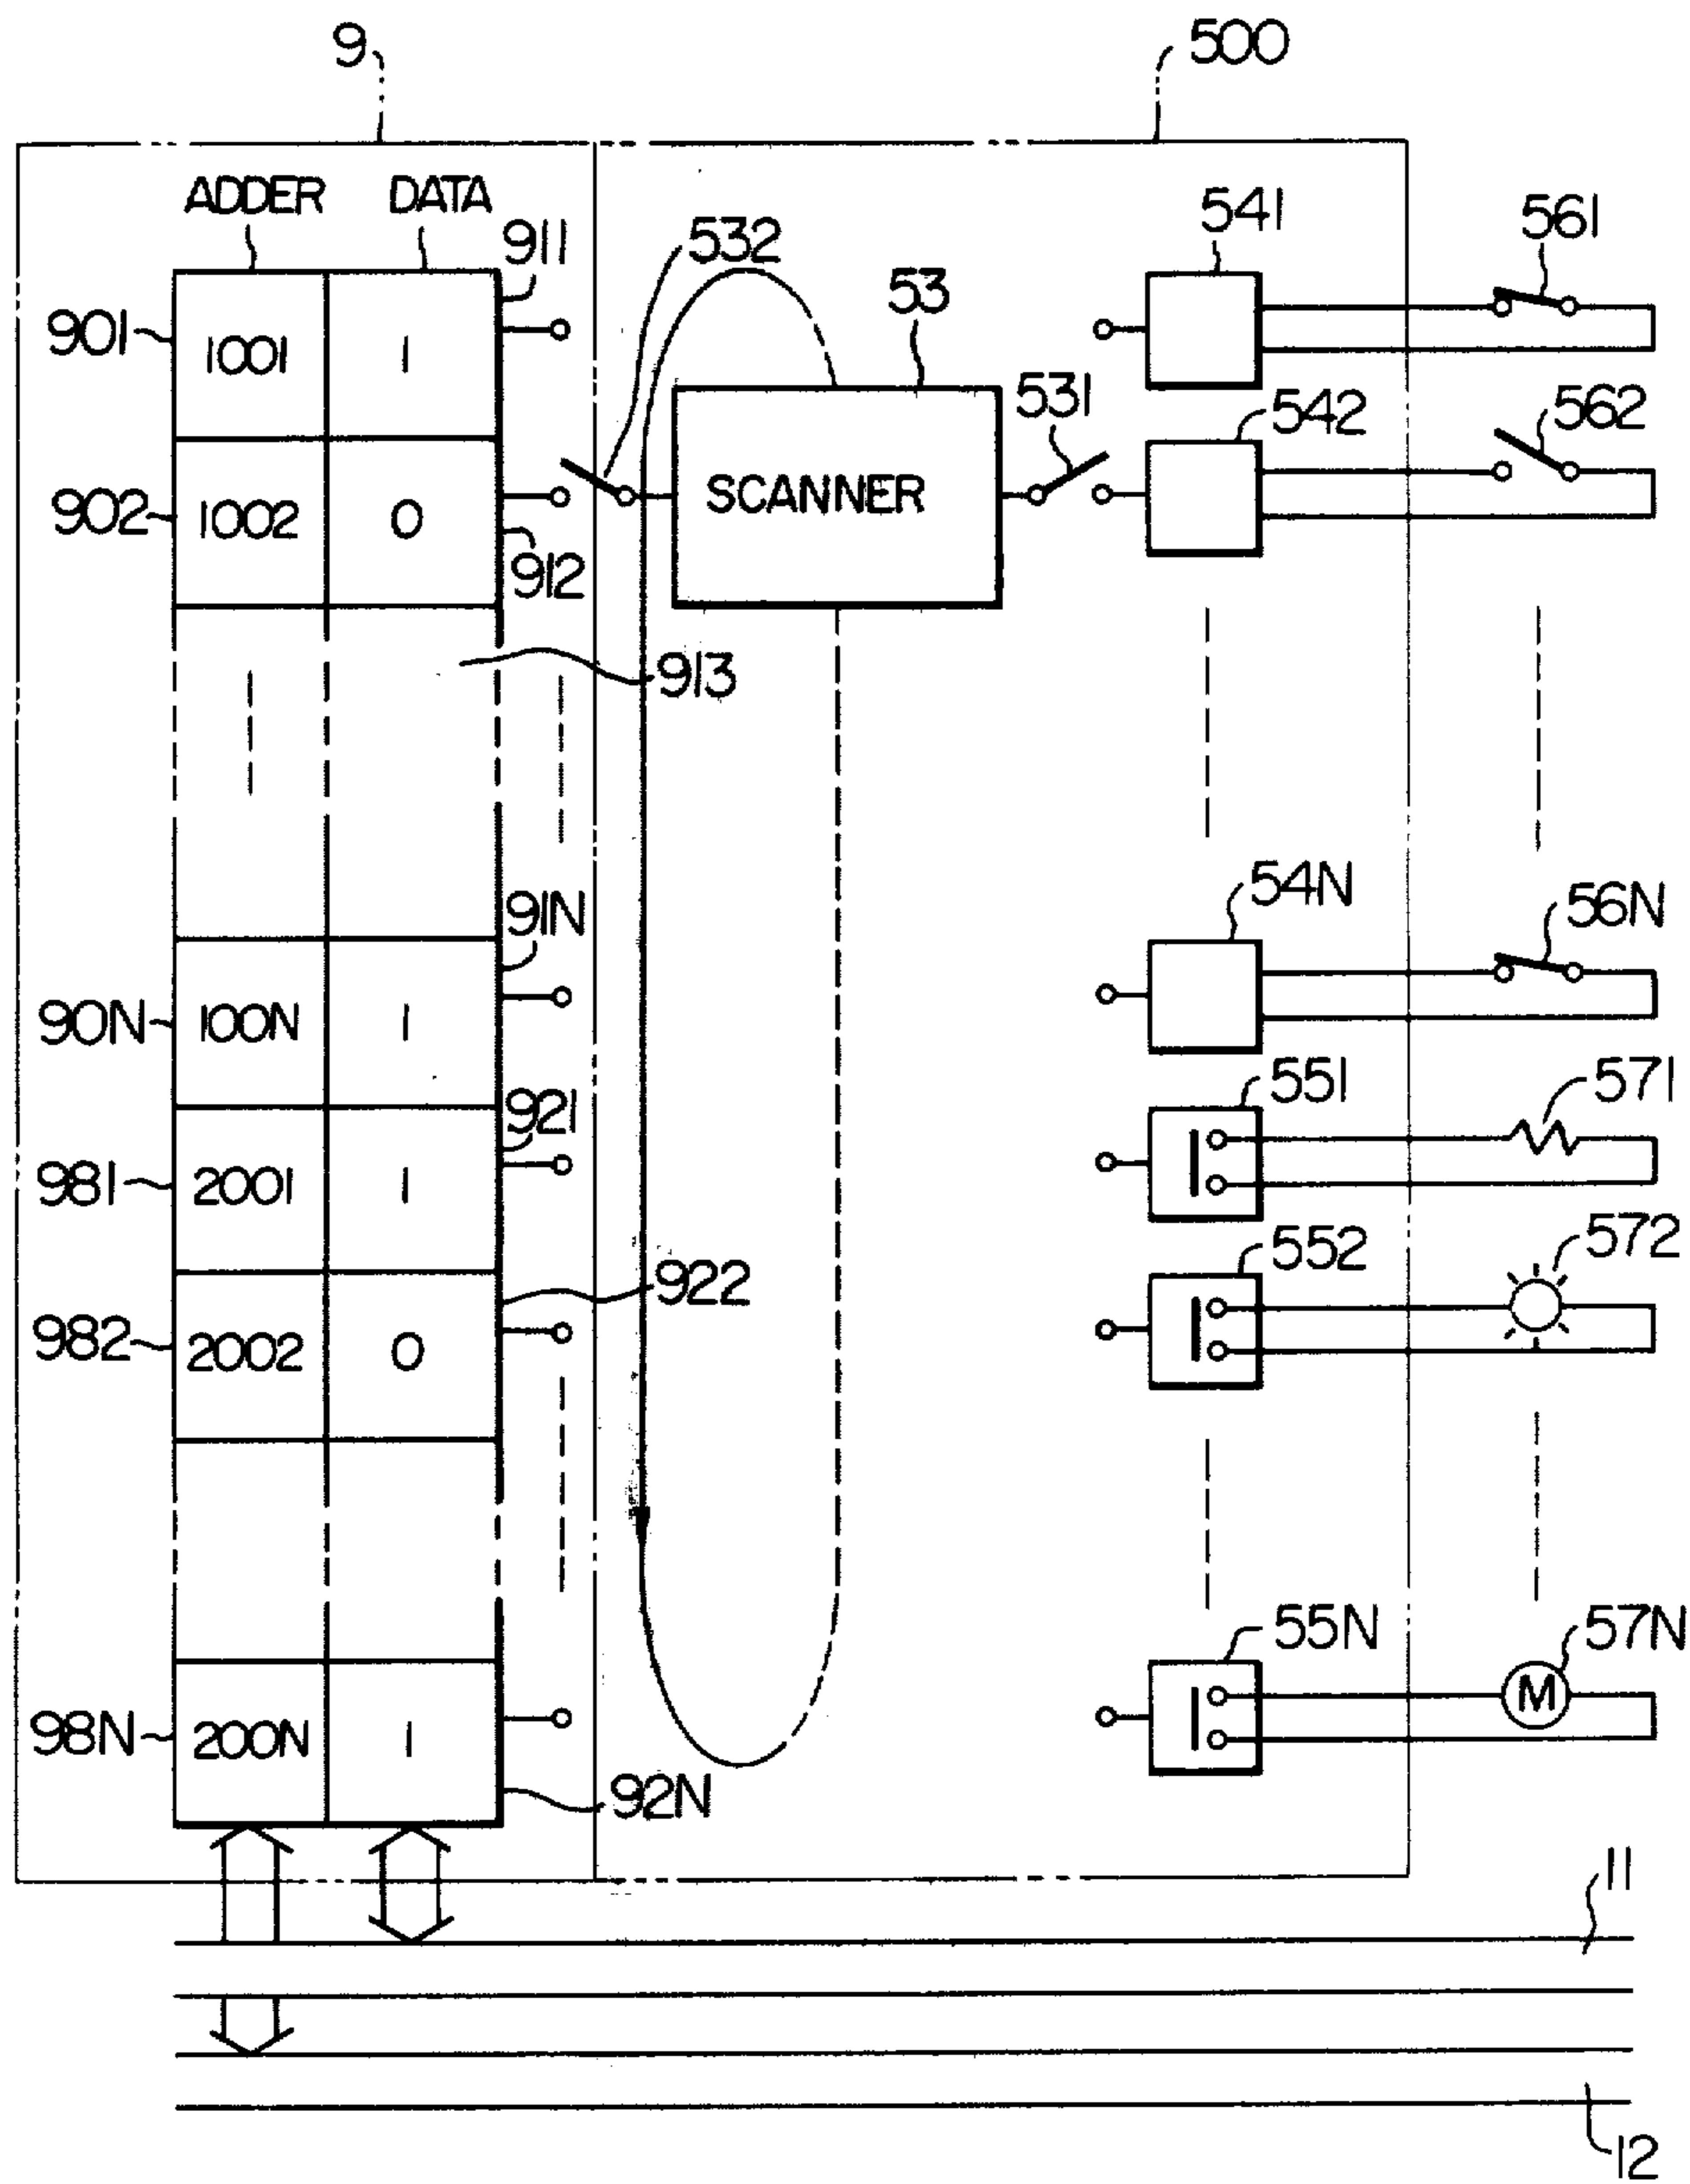 9 500
ADDER DATA
911 532 53 541 561
901 1001 1
531 542 562
902 1002 0 SCANNER
912
913
91N 54N 56N
90N 100N 1
921 551 571
981 2001 1
922 552 572
982 2002 0
55N 57N
98N 200N 1 M
92N
11
12